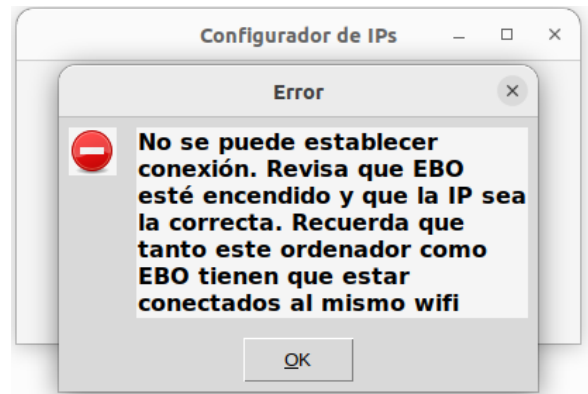 Configurador de IPs
Error
No se puede establecer
conexión. Revisa que EBO
esté encendido y que la IP sea
la correcta. Recuerda que
tanto este ordenador como
EBO tienen que estar
conectados al mismo wifi
OK